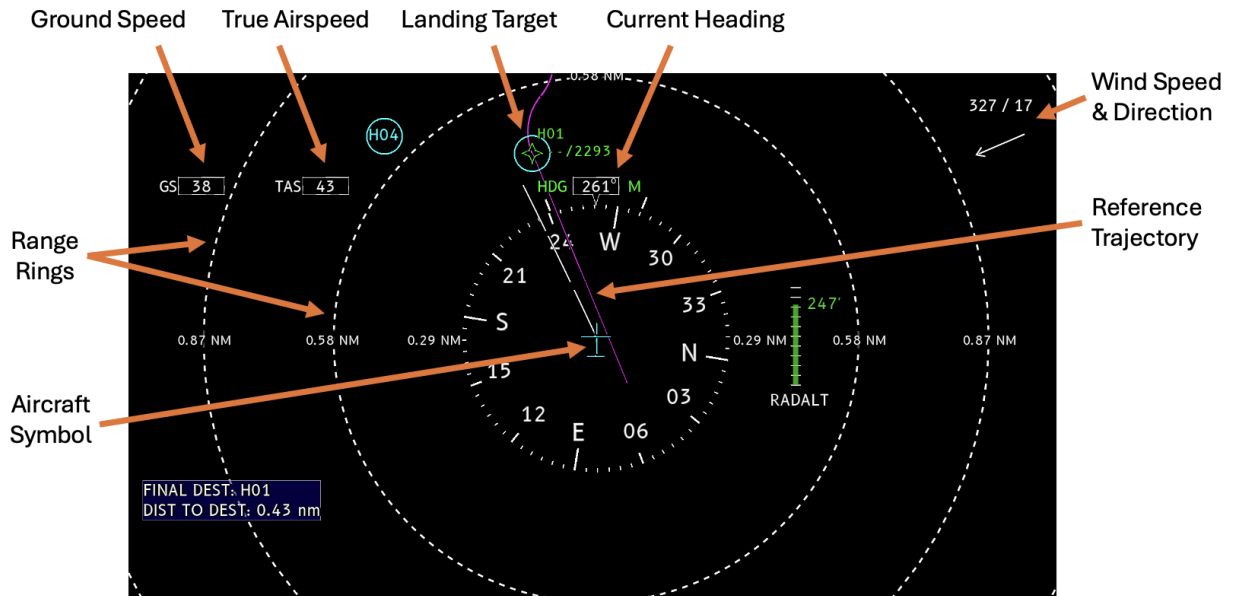 Ground Speed
True Airspeed
Landing Target
Current Heading
Wind Speed
& Direction
0.58 NM
327 / 17
H04
H01
- -/2293
GS 38
TAS 43
HDG 261° M
Reference
Trajectory
Range
Rings
24
W
30
21
33
S
247'
0.87 NM
0.58 NM
0.29 NM
0.29 NM
0.58 NM
0.87 NM
N
15
03
RADALT
12
06
E
Aircraft
Symbol
FINAL DEST: H01
DIST TO DEST: 0.43 nm